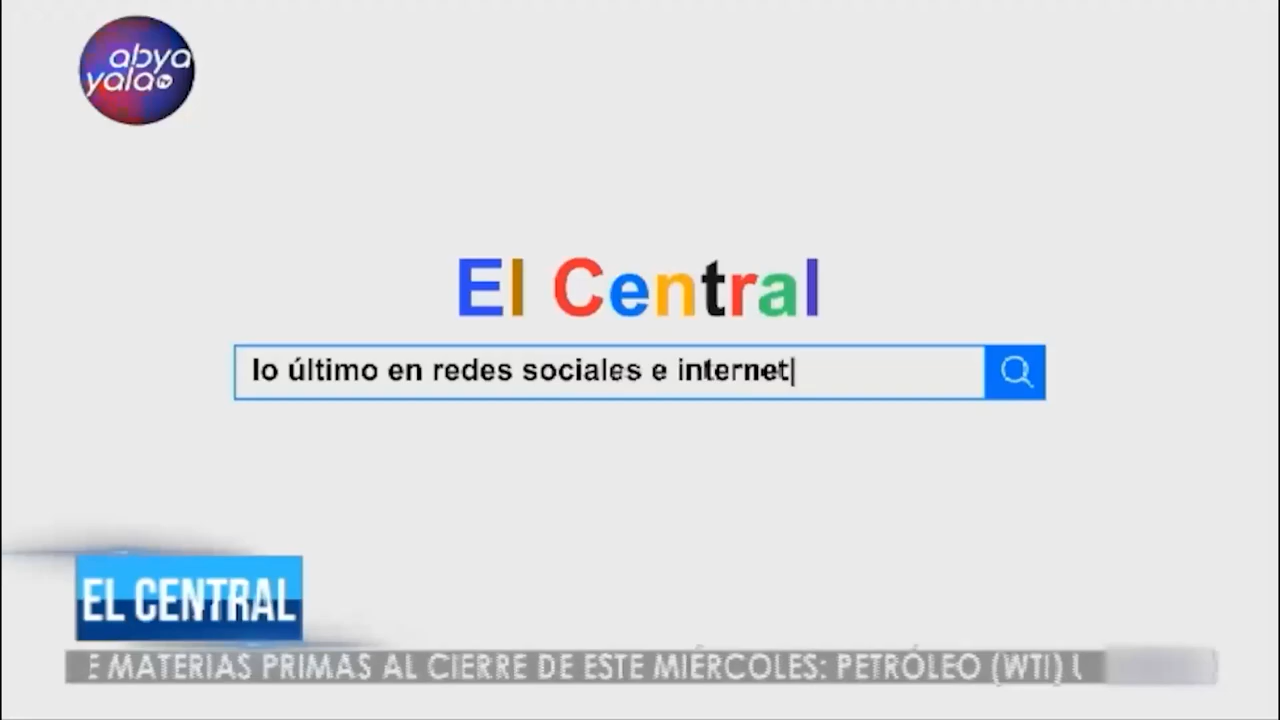 abya
yala tv
El Central
lo último en redes sociales e internet
EL CENTRAL
E MATERIAS PRIMAS AL CIERRE DE ESTE MIÉRCOLES: PETRÓLEO (WTI)